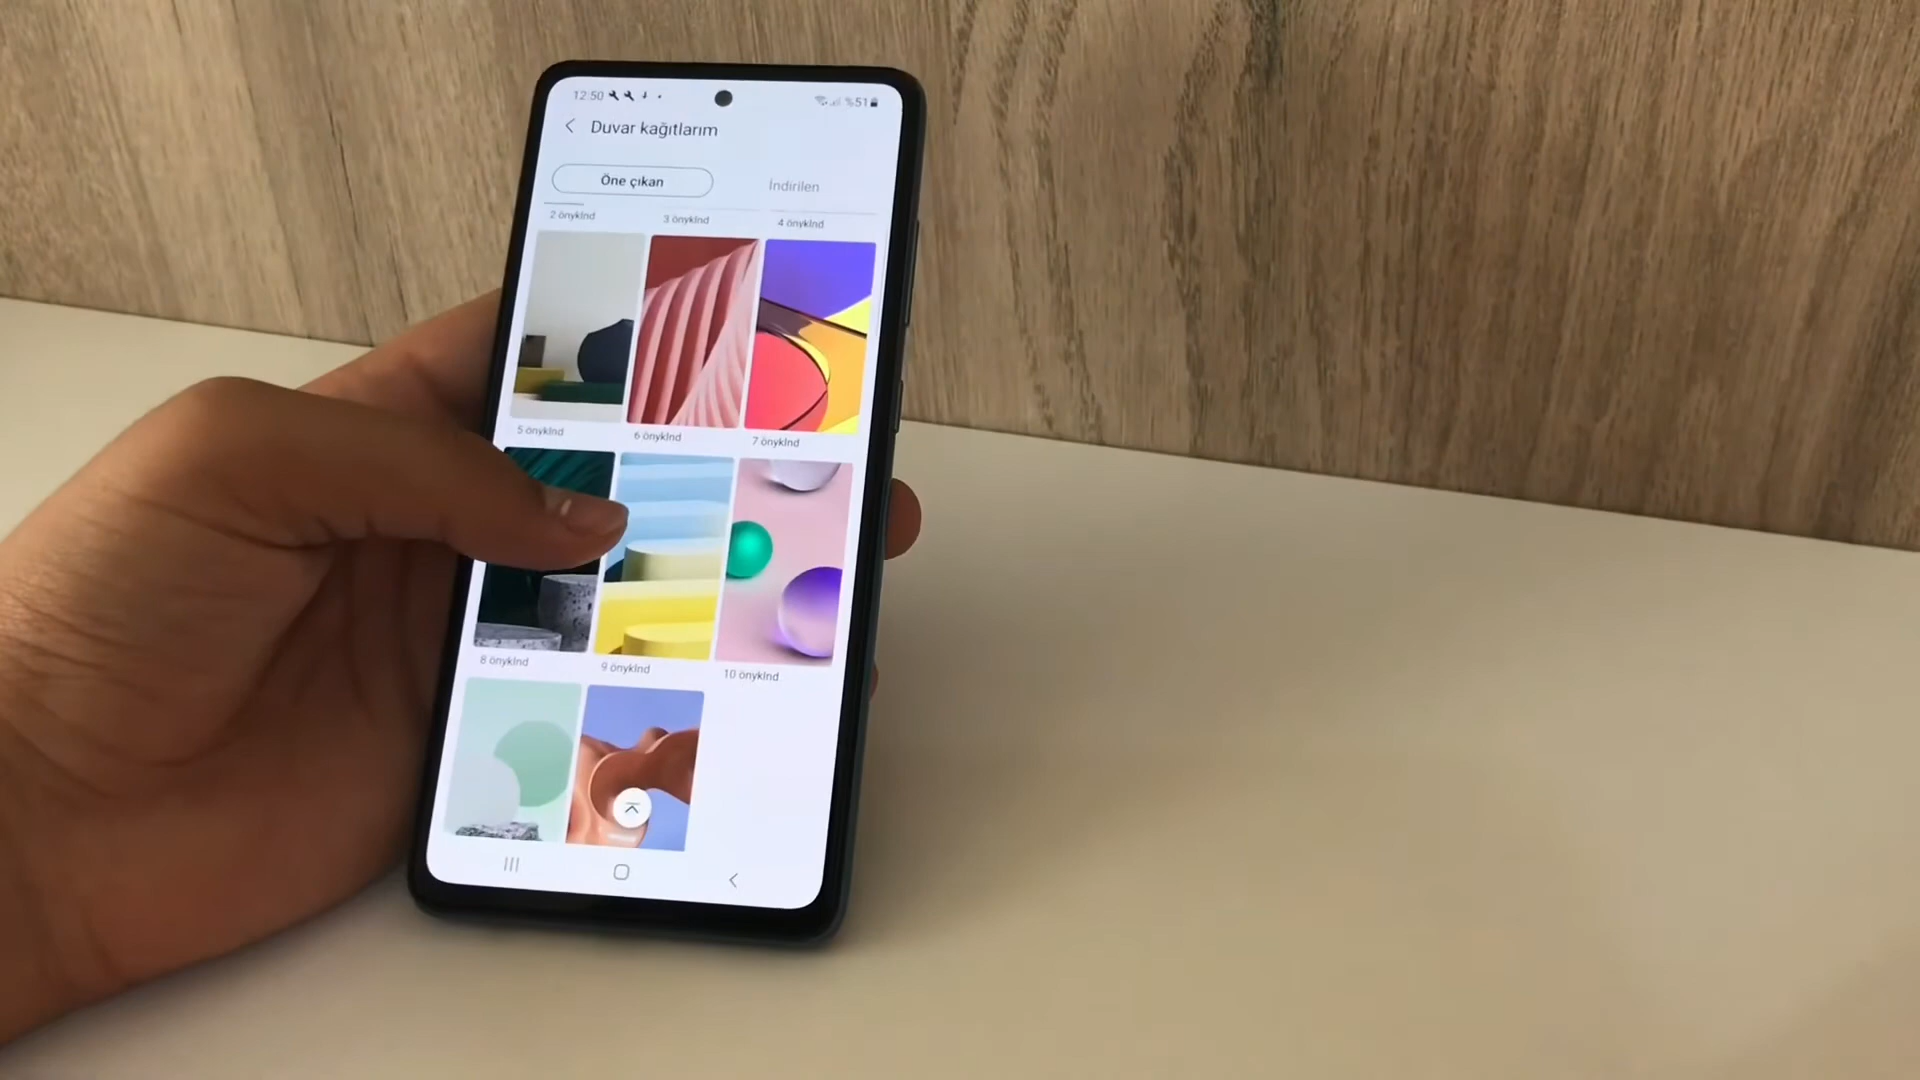 12:50 %51
Duvar kağıtlarım
Öne çıkan İndirilen
2 önyklnd 3 önyklnd 4 önyklnd
5 önyklnd 6 önyklnd 7 önyklnd
8 önyklnd 9 önyklnd 10 önyklnd